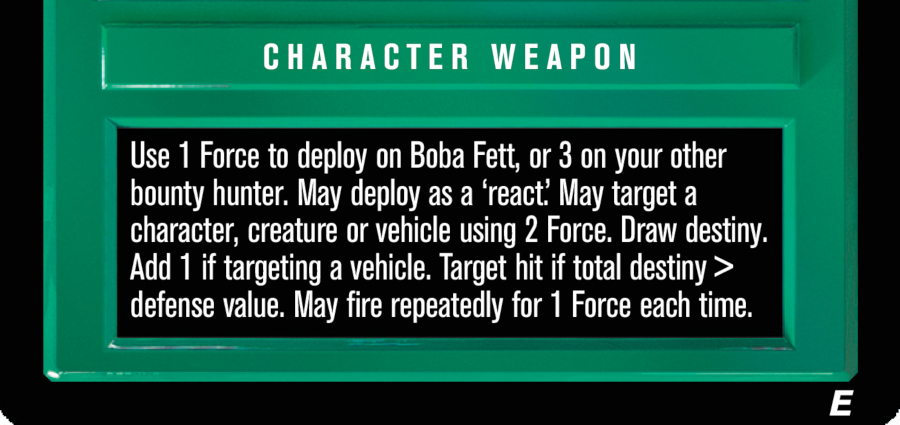 CHARACTER WEAPON
Use 1 Force to deploy on Boba Fett, or 3 on your other
bounty hunter. May deploy as a ‘react.’ May target a
character, creature or vehicle using 2 Force. Draw destiny.
Add 1 if targeting a vehicle. Target hit if total destiny >
defense value. May fire repeatedly for 1 Force each time.
E